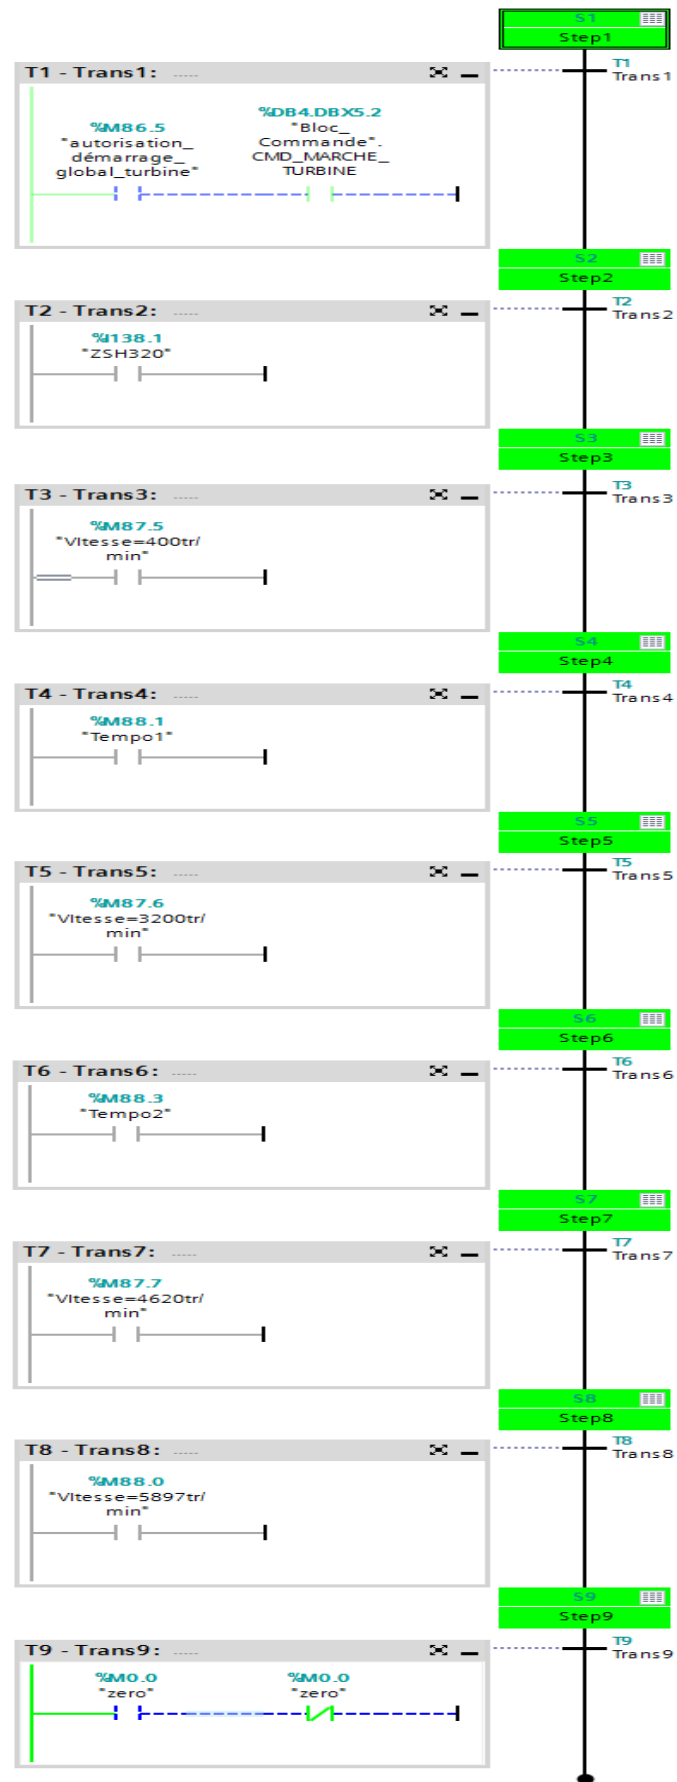 S1
Step1
T1 - Trans1: .....
T1
Trans1
%M86.5
"autorisation_
démarrage_
global_turbine"
%DB4.DBX5.2
"Bloc_
Commande".
CMD_MARCHE_
TURBINE
S2
Step2
T2 - Trans2: .....
T2
Trans2
%I138.1
"ZSH320"
S3
Step3
T3 - Trans3: .....
T3
Trans3
%M87.5
"VItesse=400tr/
min"
S4
Step4
T4 - Trans4: .....
T4
Trans4
%M88.1
"Tempo1"
S5
Step5
T5 - Trans5: .....
T5
Trans5
%M87.6
"VItesse=3200tr/
min"
S6
Step6
T6 - Trans6: .....
T6
Trans6
%M88.3
"Tempo2"
S7
Step7
T7 - Trans7: .....
T7
Trans7
%M87.7
"VItesse=4620tr/
min"
S8
Step8
T8 - Trans8: .....
T8
Trans8
%M88.0
"VItesse=5897tr/
min"
S9
Step9
T9 - Trans9: .....
T9
Trans9
%M0.0
"zero"
%M0.0
"zero"